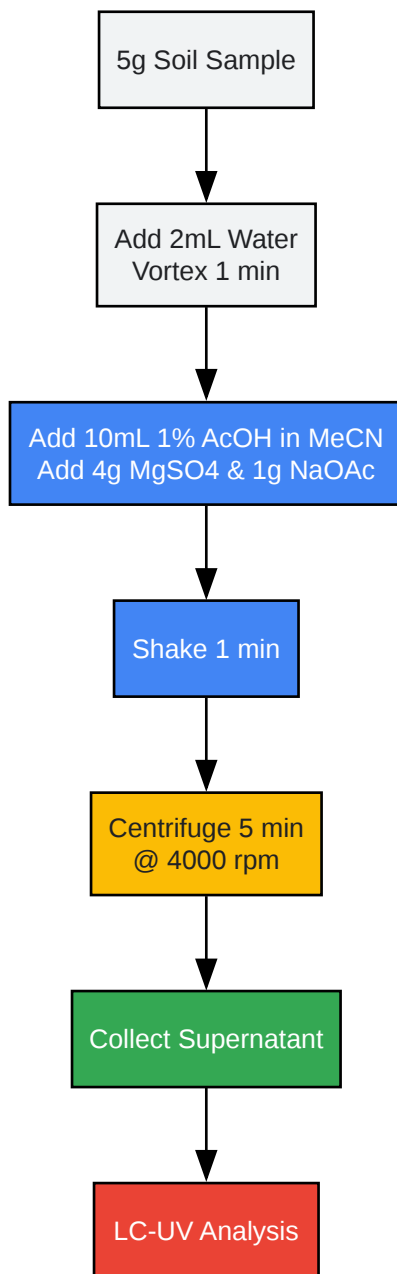 5g Soil Sample
Add 2mL Water
Vortex 1 min
Add 10mL 1% AcOH in MeCN
Add 4g MgSO4 & 1g NaOAc
Shake 1 min
Centrifuge 5 min
@ 4000 rpm
Collect Supernatant
LC-UV Analysis